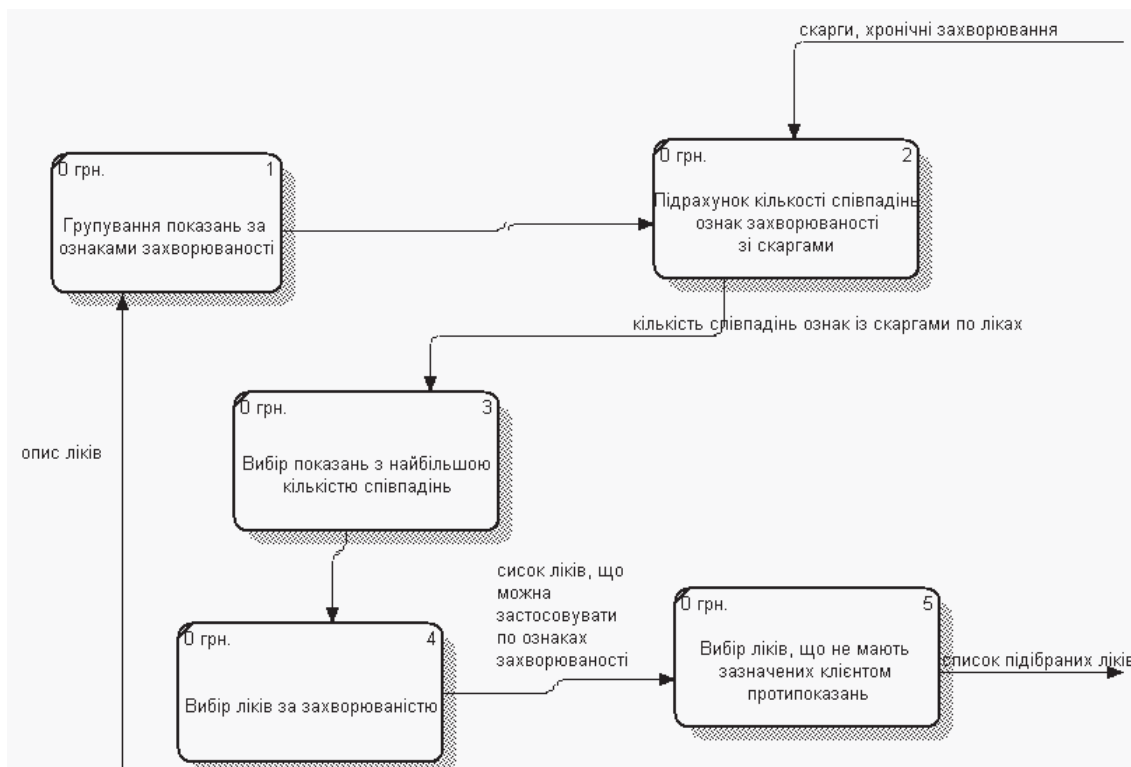 скарги, хронічні захворювання
0 грн. 1
Групування показань за
ознаками захворюваності
0 грн. 2
Підрахунок кількості співпадінь
ознак захворюваності
зі скаргами
кількість співпадінь ознак із скаргами по ліках
0 грн. 3
Вибір показань з найбільшою
кількістю співпадінь
опис ліків
0 грн. 4
Вибір ліків за захворюваністю
сисок ліків, що
можна
застосовувати
по ознаках
захворюваності
0 грн. 5
Вибір ліків, що не мають
зазначених клієнтом
протипоказань
список підібраних ліків